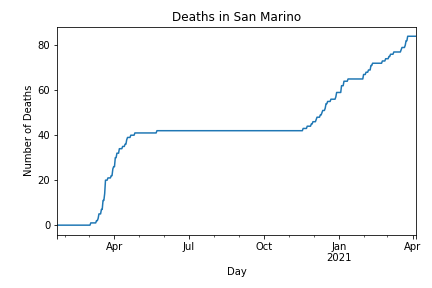 Deaths in San Marino
Number of Deaths
80
60
40
20
0
Apr
Jul
Oct
Jan
2021
Apr
Day